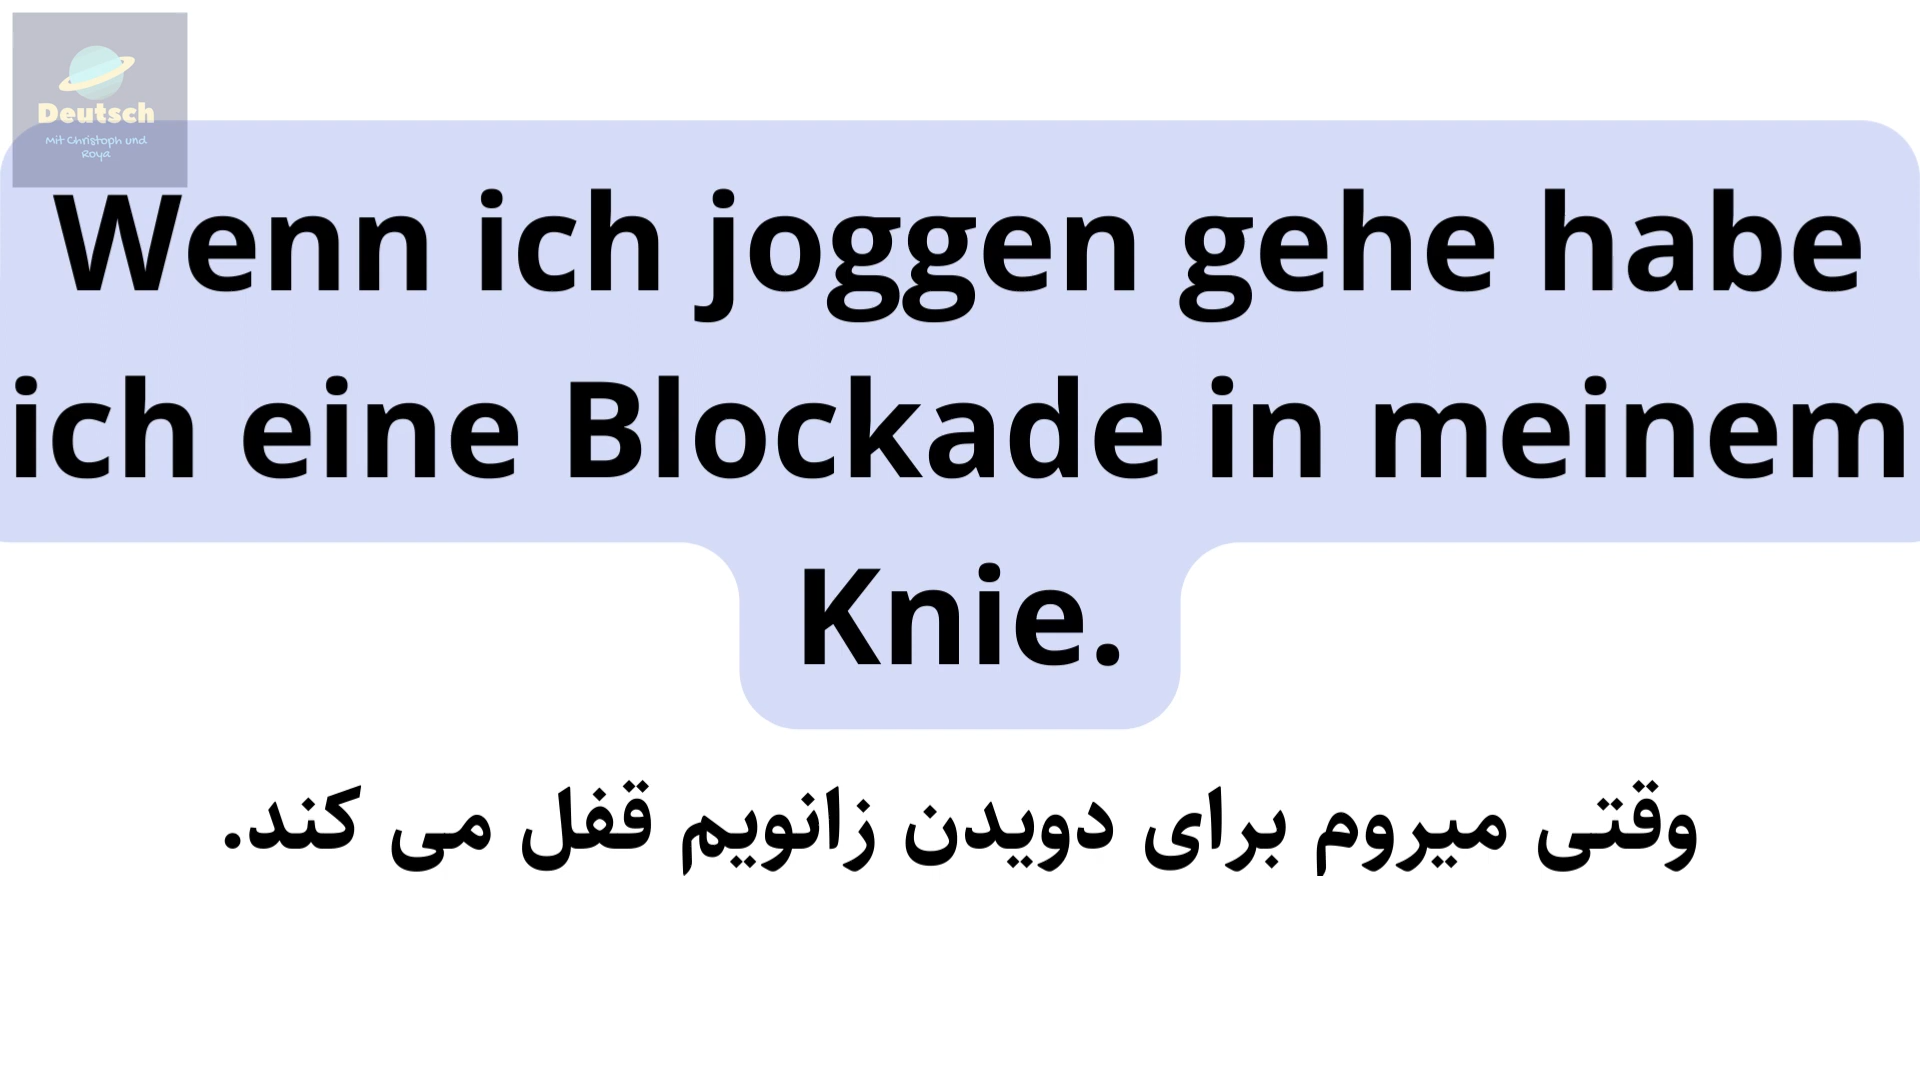 Deutsch
Mit Christoph und
Roya
Wenn ich joggen gehe habe
ich eine Blockade in meinem
Knie.
وقتی میروم برای دویدن زانویم قفل می کند.